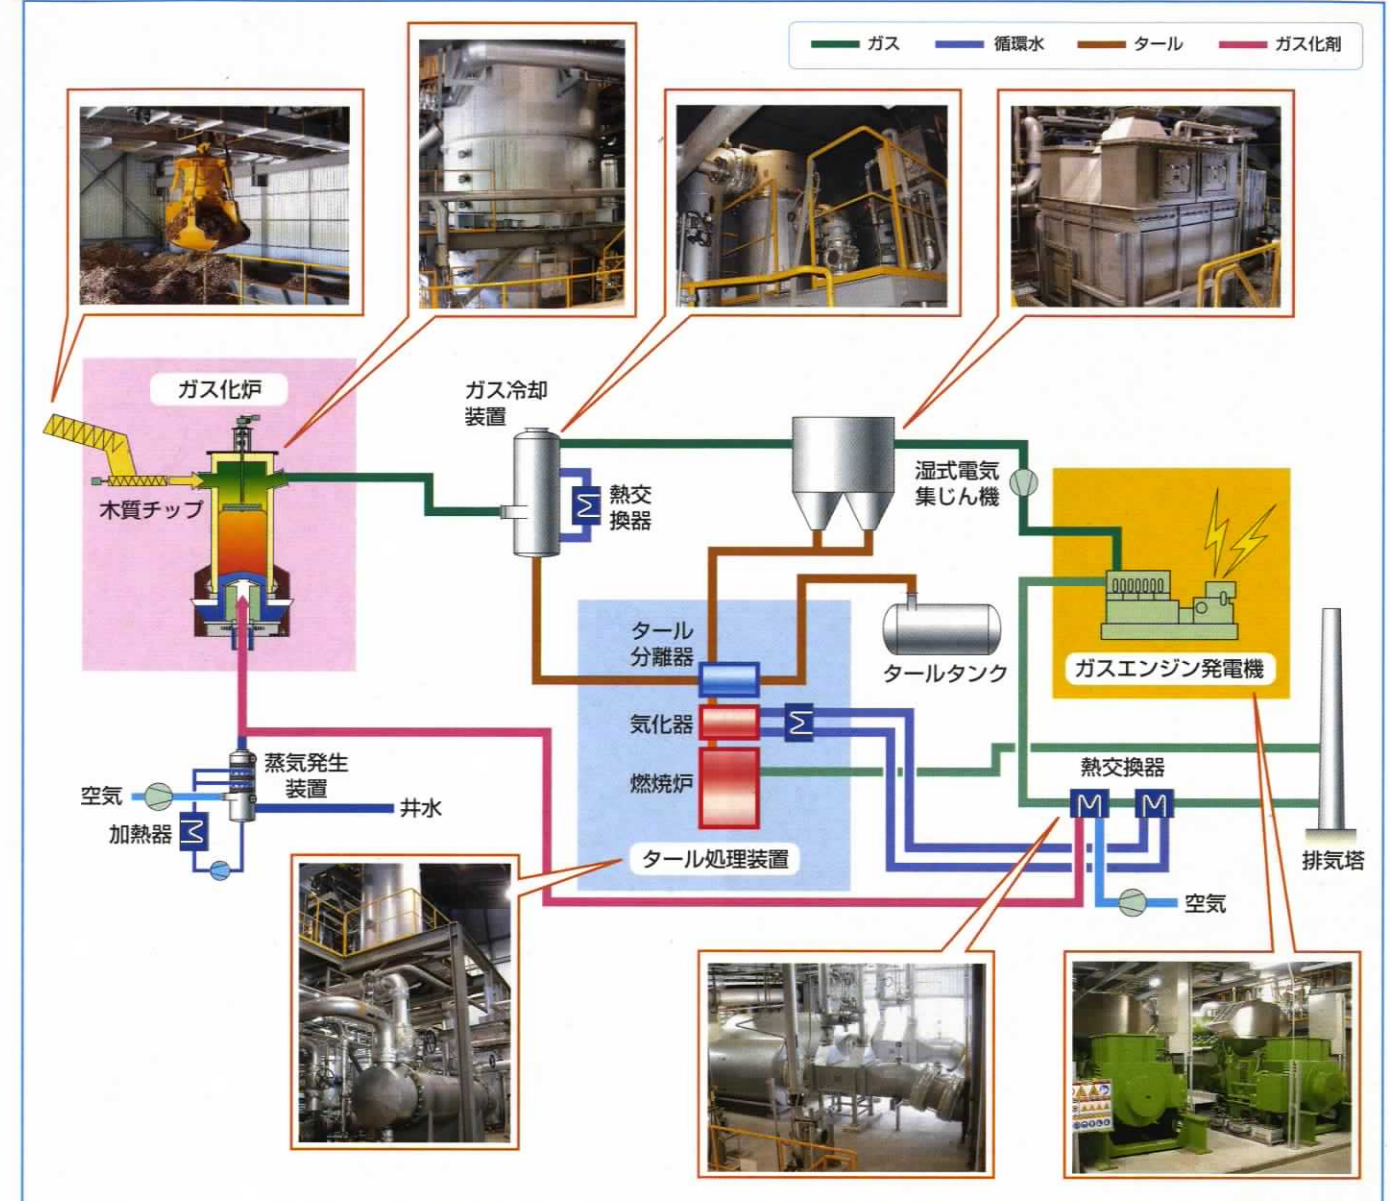 ガス
循環水
タール
ガス化剤
ガス化炉
木質チップ
ガス冷却
装置
熱交
換器
湿式電気
集じん機
タール
分離器
タールタンク
ガスエンジン発電機
気化器
燃焼炉
タール処理装置
蒸気発生
装置
空気
加熱器
井水
熱交換器
空気
排気塔